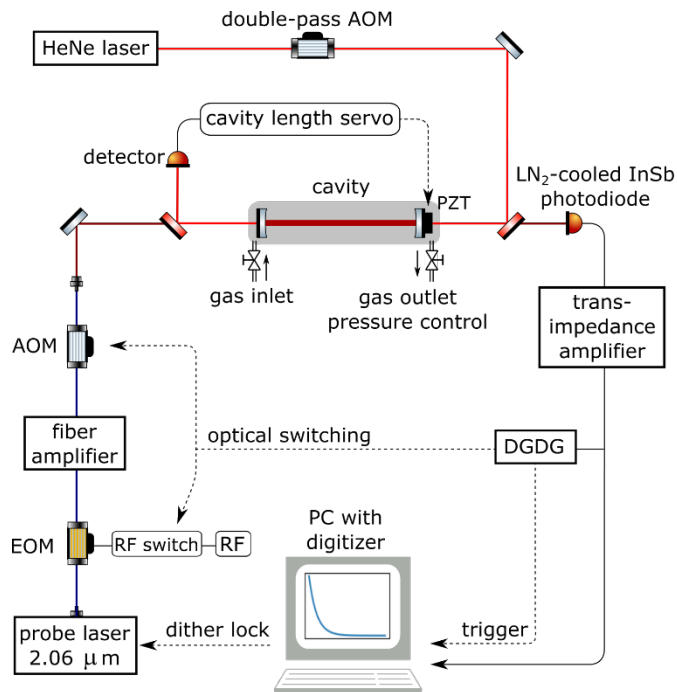 double-pass AOM
HeNe laser
cavity length servo
detector
LN₂-cooled InSb
photodiode
cavity
PZT
gas inlet
gas outlet
pressure control
trans-
impedance
amplifier
AOM
fiber
amplifier
optical switching
DGDG
PC with
digitizer
EOM
RF switch
RF
probe laser
2.06 μm
dither lock
trigger